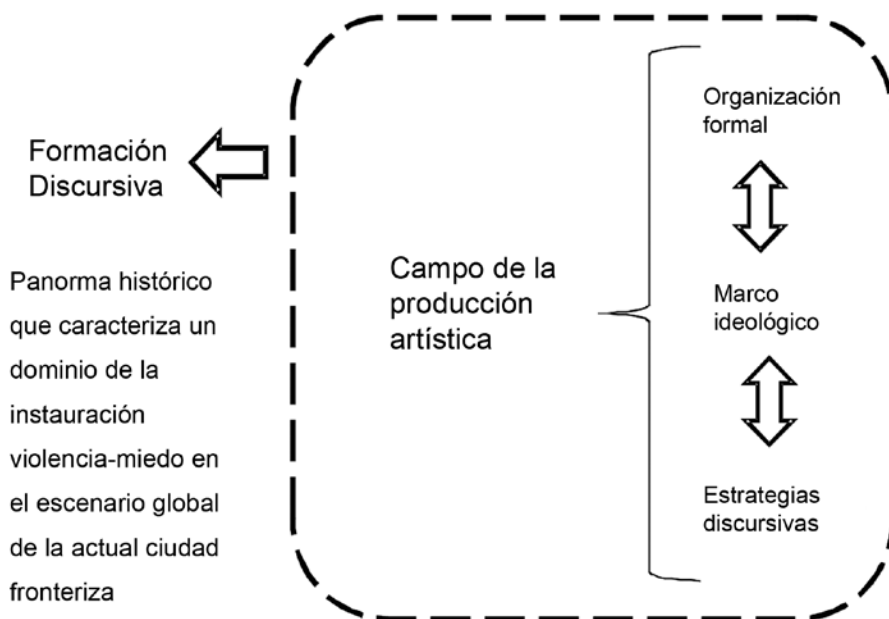 Formación
Discursiva
Panorma histórico
que caracteriza un
dominio de la
instauración
violencia-miedo en
el escenario global
de la actual ciudad
fronteriza
Campo de la
producción
artística
Organización
formal
Marco
ideológico
Estrategias
discursivas